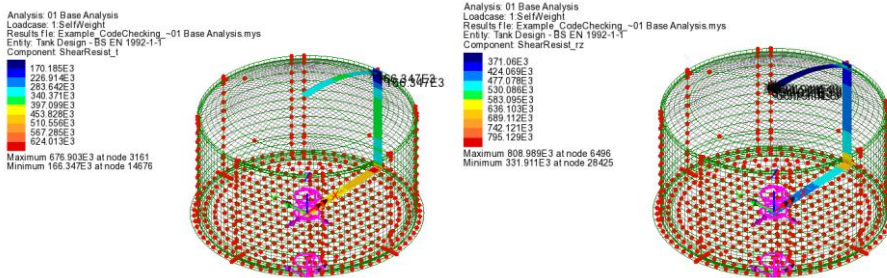 Analysis: 01 Base Analysis
Loadcase: 1:SelfWeight
Results file: Example_CodeChecking_~01 Base Analysis.mys
Entity: Tank Design - BS EN 1992-1-1
Component: ShearResist_t
170.185E3
226.914E3
283.642E3
340.371E3
397.099E3
453.828E3
510.556E3
567.285E3
624.013E3
Maximum 676.903E3 at node 3161
Minimum 166.347E3 at node 14676
166.347E3
166.347E3
Analysis: 01 Base Analysis
Loadcase: 1:SelfWeight
Results file: Example_CodeChecking_~01 Base Analysis.mys
Entity: Tank Design - BS EN 1992-1-1
Component: ShearResist_rz
371.06E3
424.069E3
477.078E3
530.086E3
583.095E3
636.103E3
689.112E3
742.121E3
795.129E3
Maximum 808.989E3 at node 6496
Minimum 331.911E3 at node 28425